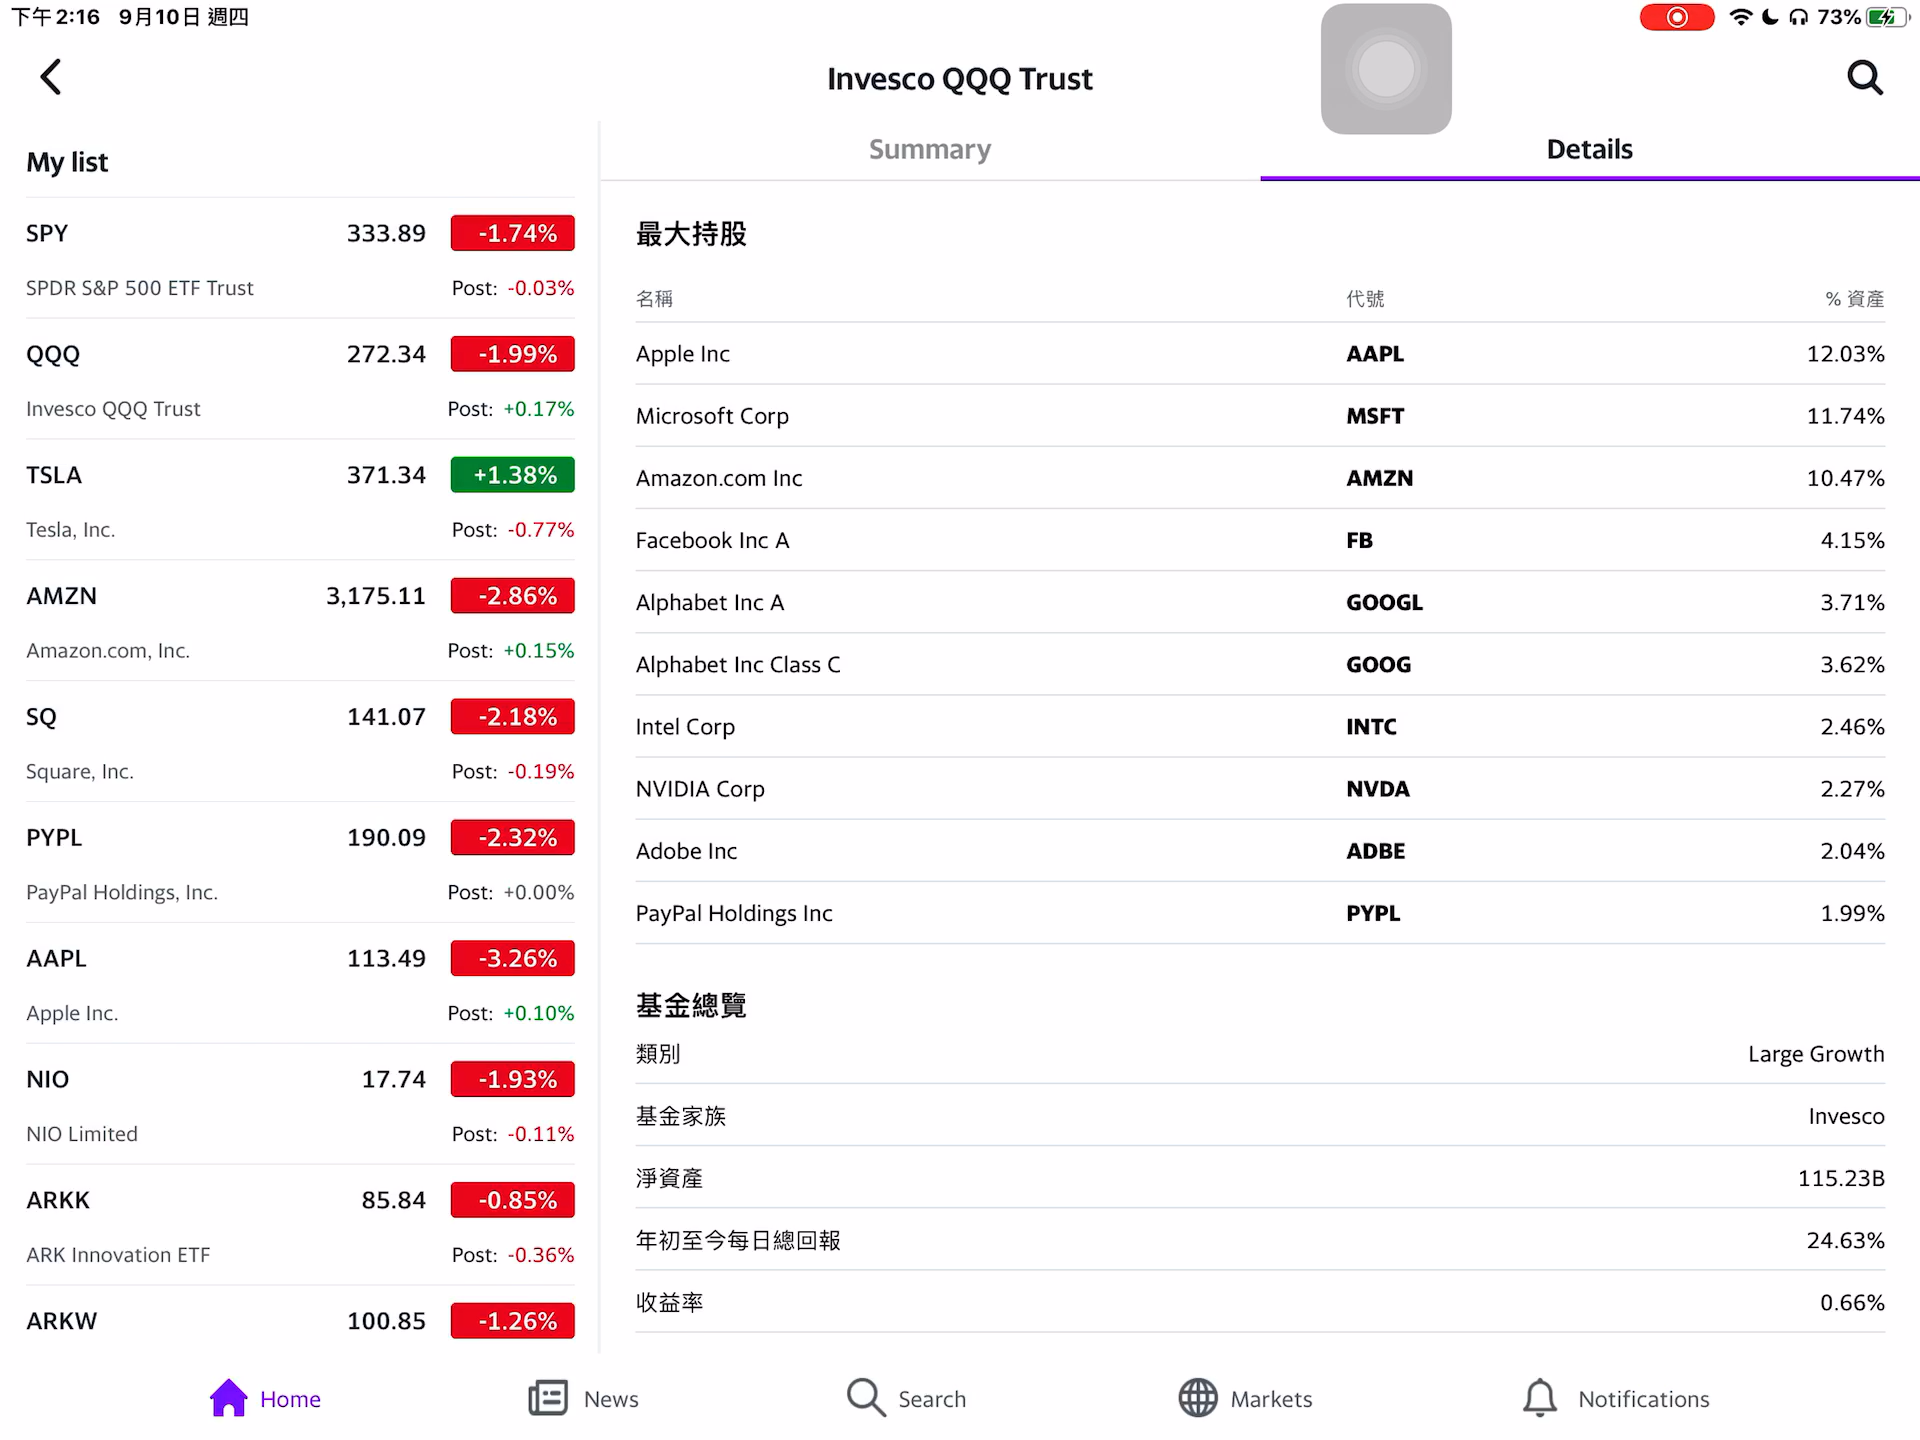 下午2:16 9月10日 週四
73%
Invesco QQQ Trust
Summary
Details
My list
SPY 333.89 -1.74%
SPDR S&P 500 ETF Trust Post: -0.03%
QQQ 272.34 -1.99%
Invesco QQQ Trust Post: +0.17%
TSLA 371.34 +1.38%
Tesla, Inc. Post: -0.77%
AMZN 3,175.11 -2.86%
Amazon.com, Inc. Post: +0.15%
SQ 141.07 -2.18%
Square, Inc. Post: -0.19%
PYPL 190.09 -2.32%
PayPal Holdings, Inc. Post: +0.00%
AAPL 113.49 -3.26%
Apple Inc. Post: +0.10%
NIO 17.74 -1.93%
NIO Limited Post: -0.11%
ARKK 85.84 -0.85%
ARK Innovation ETF Post: -0.36%
ARKW 100.85 -1.26%
最大持股
名稱 代號 % 資產
Apple Inc AAPL 12.03%
Microsoft Corp MSFT 11.74%
Amazon.com Inc AMZN 10.47%
Facebook Inc A FB 4.15%
Alphabet Inc A GOOGL 3.71%
Alphabet Inc Class C GOOG 3.62%
Intel Corp INTC 2.46%
NVIDIA Corp NVDA 2.27%
Adobe Inc ADBE 2.04%
PayPal Holdings Inc PYPL 1.99%
基金總覽
類別 Large Growth
基金家族 Invesco
淨資產 115.23B
年初至今每日總回報 24.63%
收益率 0.66%
Home News Search Markets Notifications